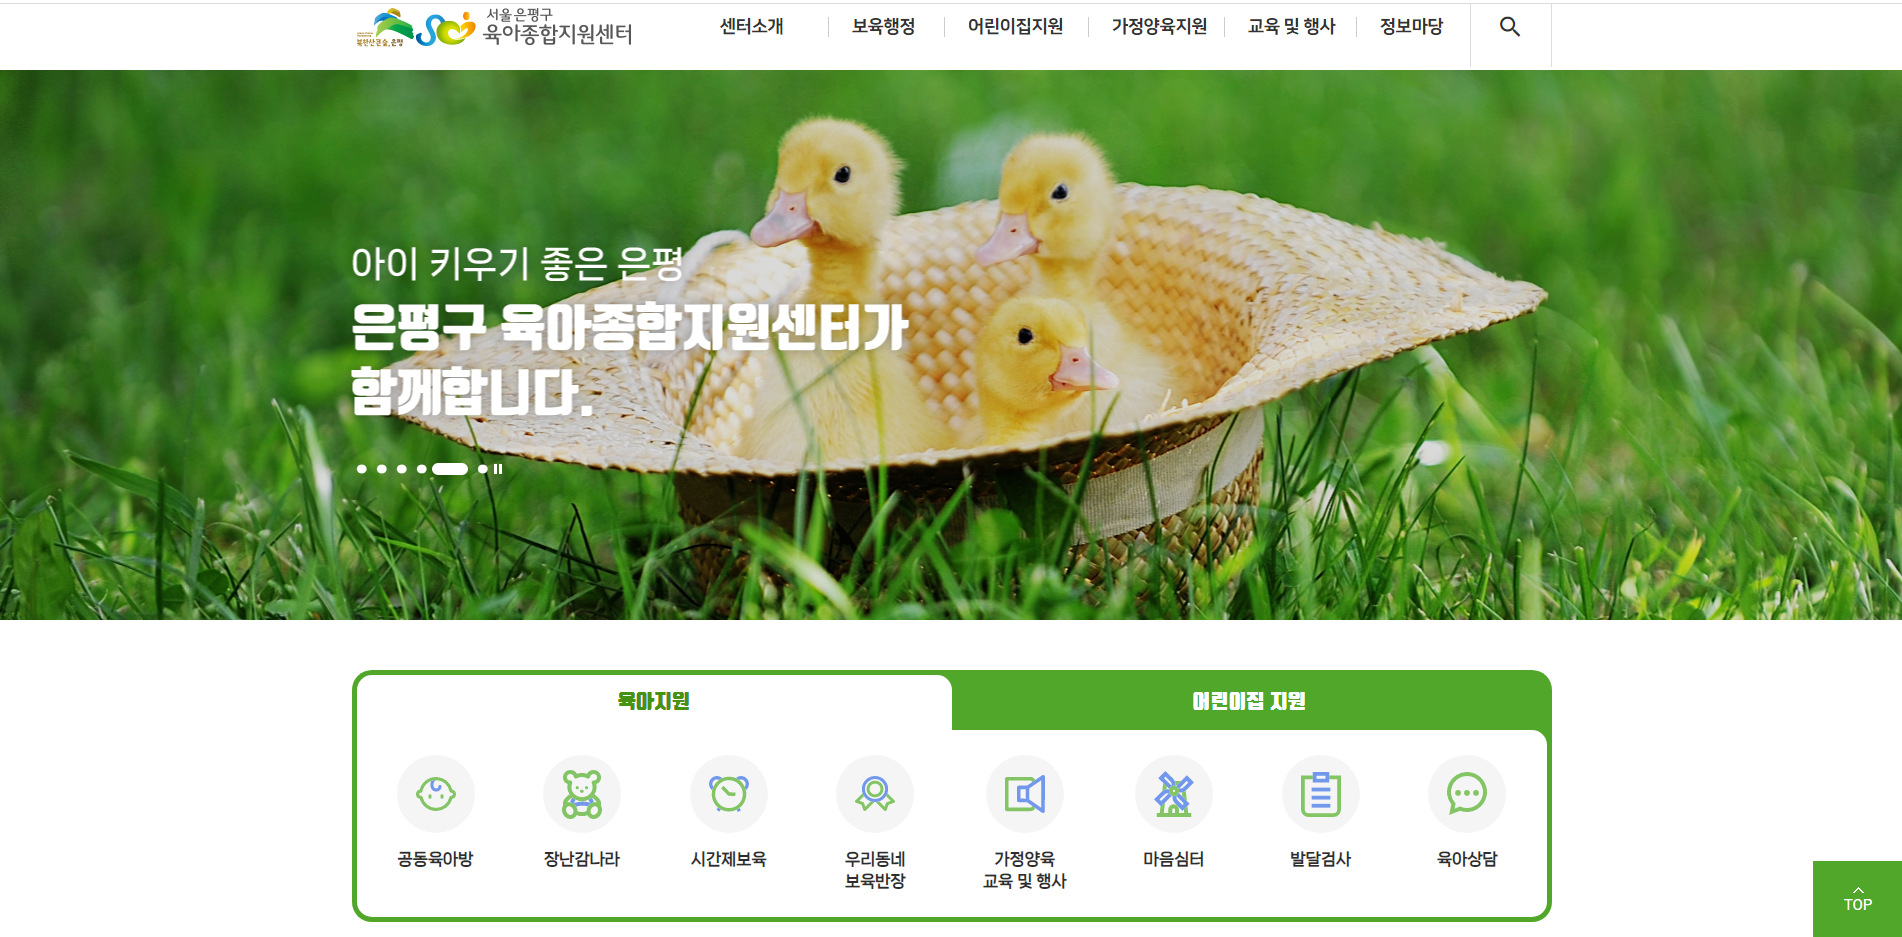 북한산 큰 숲, 은평
서울·은평구
육아종합지원센터
센터소개
보육행정
어린이집지원
가정양육지원
교육 및 행사
정보마당
아이 키우기 좋은 은평
은평구 육아종합지원센터가
함께합니다.
육아지원
어린이집 지원
공동육아방
장난감나라
시간제보육
우리동네
보육반장
가정양육
교육 및 행사
마음쉼터
발달검사
육아상담
TOP